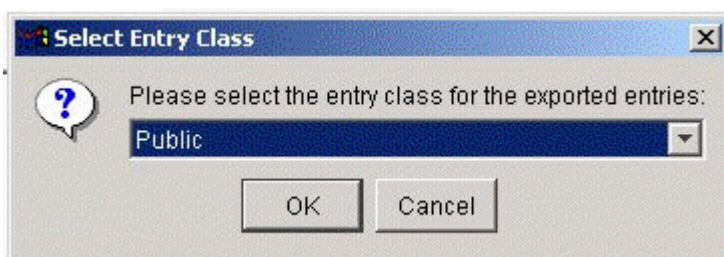 Select Entry Class
Please select the entry class for the exported entries:
Public
OK
Cancel